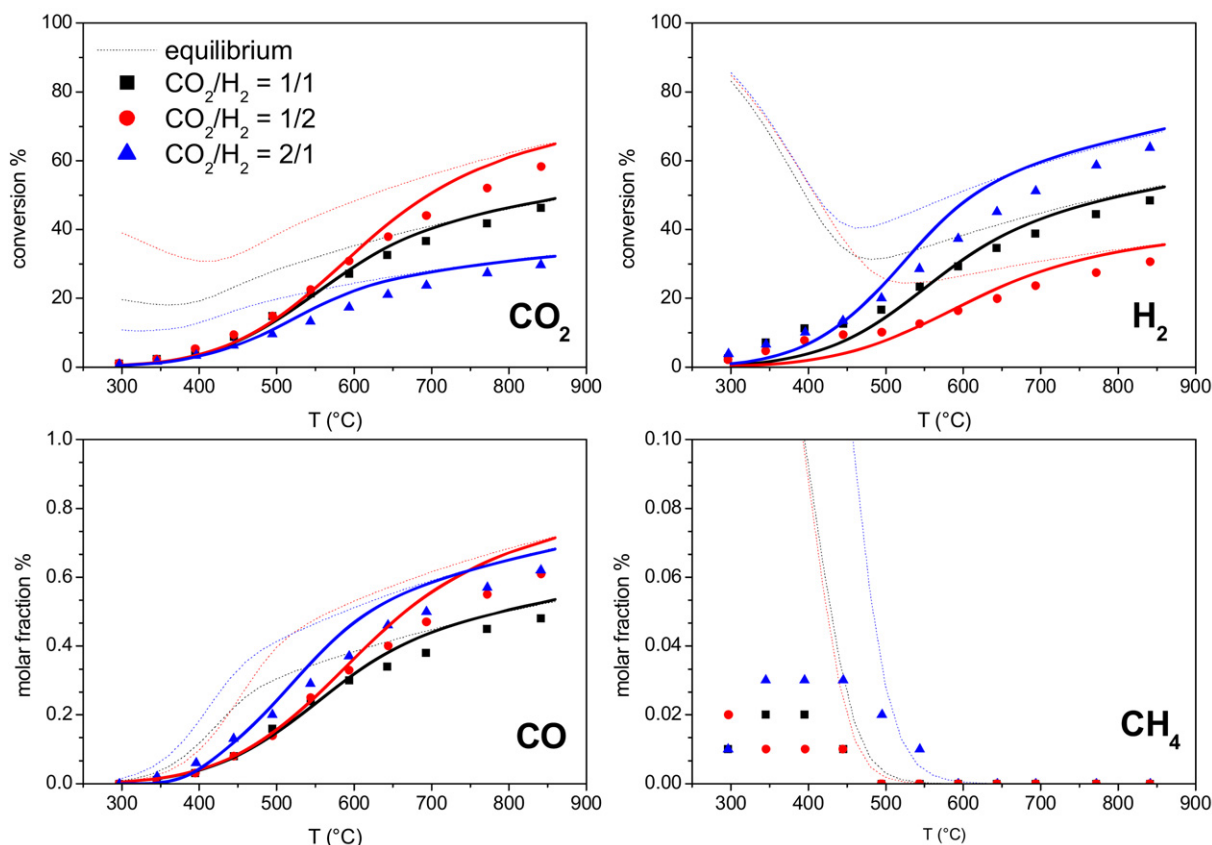 100
80
60
40
20
0
conversion %
equilibrium
CO₂/H₂ = 1/1
CO₂/H₂ = 1/2
CO₂/H₂ = 2/1
CO₂
300 400 500 600 700 800 900
T (°C)
100
80
60
40
20
0
conversion %
H₂
300 400 500 600 700 800 900
T (°C)
1.0
0.8
0.6
0.4
0.2
0.0
molar fraction %
CO
300 400 500 600 700 800 900
T (°C)
0.10
0.08
0.06
0.04
0.02
0.00
molar fraction %
CH₄
300 400 500 600 700 800 900
T (°C)